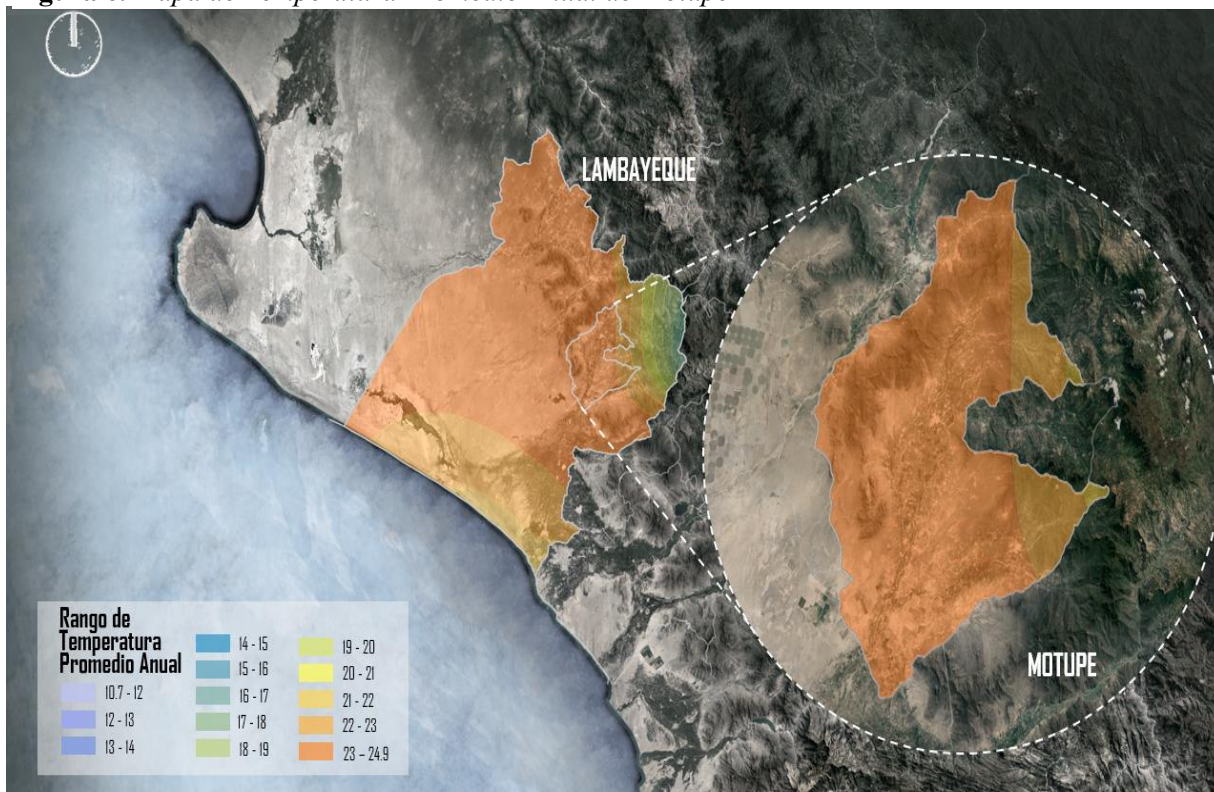 LAMBAYEQUE
MOTUPE
Rango de
Temperatura
Promedio Anual
10.7 - 12
12 - 13
13 - 14
14 - 15
15 - 16
16 - 17
17 - 18
18 - 19
19 - 20
20 - 21
21 - 22
22 - 23
23 – 24.9